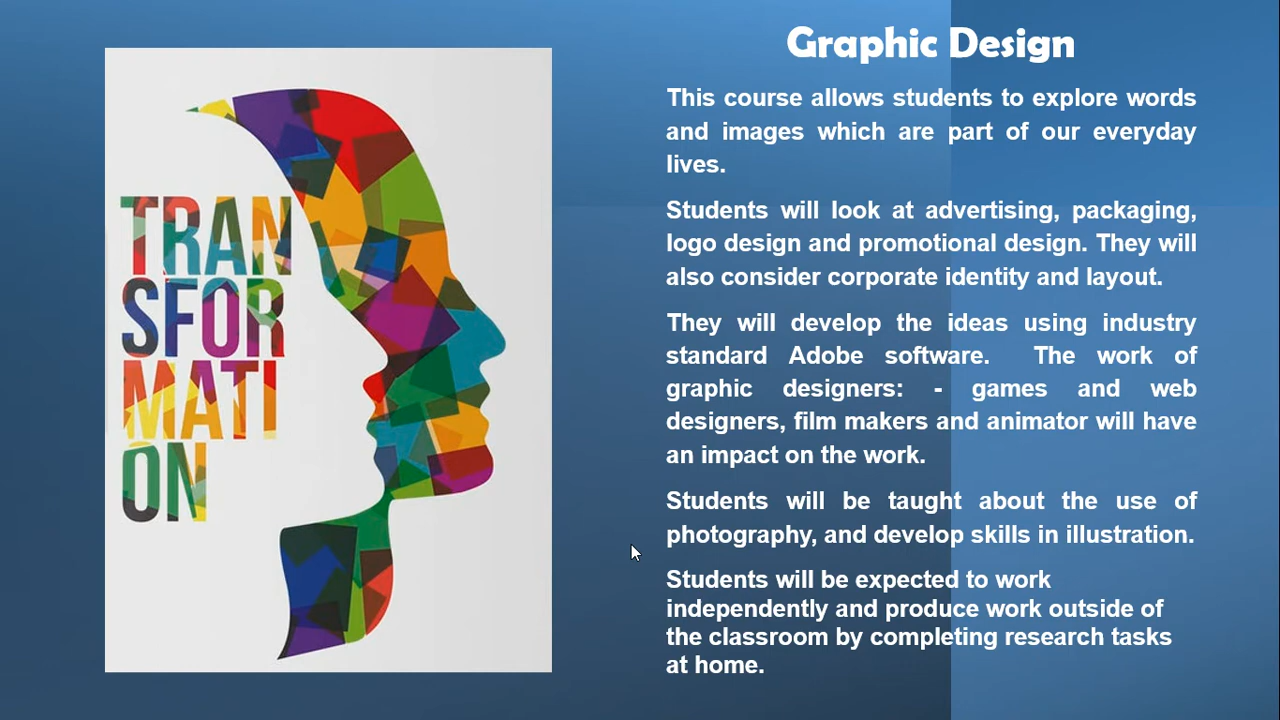 Graphic Design
TRAN
SFOR
MATI
ON
This course allows students to explore words
and images which are part of our everyday
lives.
Students will look at advertising, packaging,
logo design and promotional design. They will
also consider corporate identity and layout.
They will develop the ideas using industry
standard Adobe software. The work of
graphic designers: - games and web
designers, film makers and animator will have
an impact on the work.
Students will be taught about the use of
photography, and develop skills in illustration.
Students will be expected to work
independently and produce work outside of
the classroom by completing research tasks
at home.